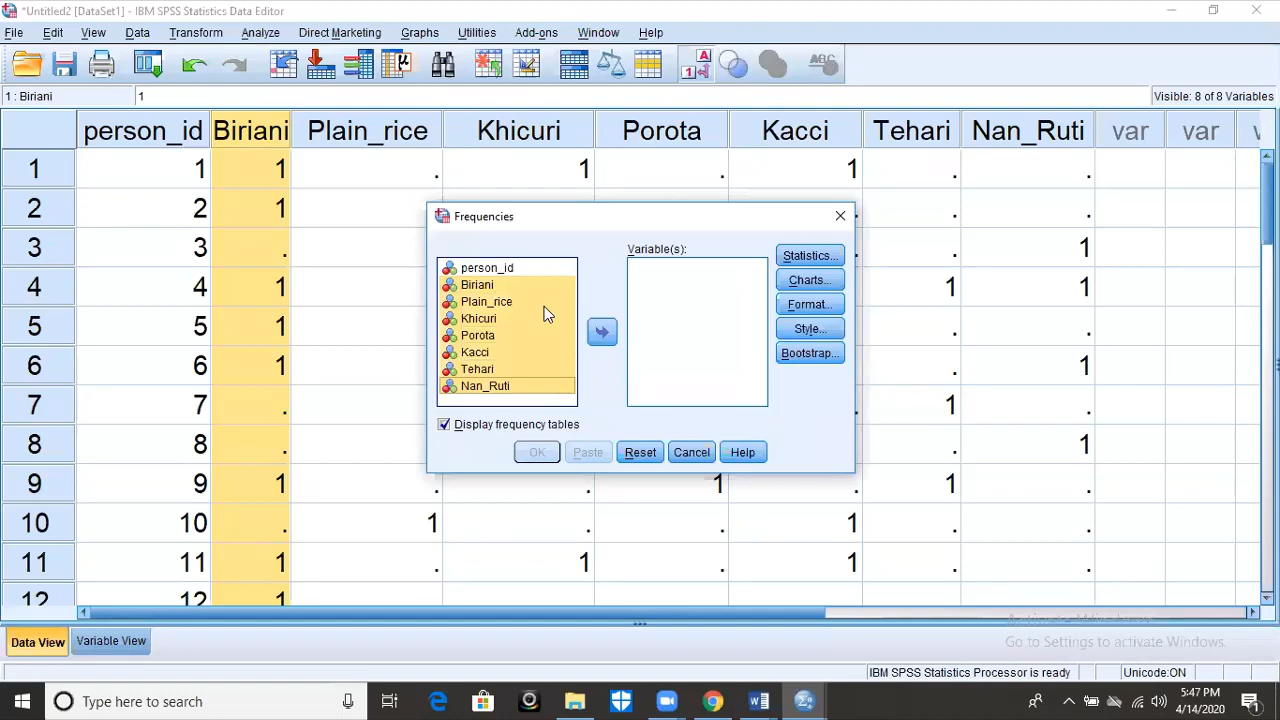 *Untitled2 [DataSet1] - IBM SPSS Statistics Data Editor
File Edit View Data Transform Analyze Direct Marketing Graphs Utilities Add-ons Window Help
1 : Biriani 1 Visible: 8 of 8 Variables
person_id Biriani Plain_rice Khicuri Porota Kacci Tehari Nan_Ruti var var
1 1 1 . 1 . 1 . .
2 2 1 . .
3 3 . . 1
4 4 1 1 1
5 5 1 . .
6 6 1 . 1
7 7 . 1 .
8 8 . . 1
9 9 1 . . 1 . 1 .
10 10 . 1 . . 1 . .
11 11 1 . 1 . 1 . .
12 12 1
Frequencies
Variable(s):
person_id
Biriani
Plain_rice
Khicuri
Porota
Kacci
Tehari
Nan_Ruti
Statistics...
Charts...
Format...
Style...
Bootstrap...
Display frequency tables
OK Paste Reset Cancel Help
Go to Settings to activate Windows.
Data View Variable View
IBM SPSS Statistics Processor is ready Unicode:ON
Type here to search
5:47 PM
4/14/2020